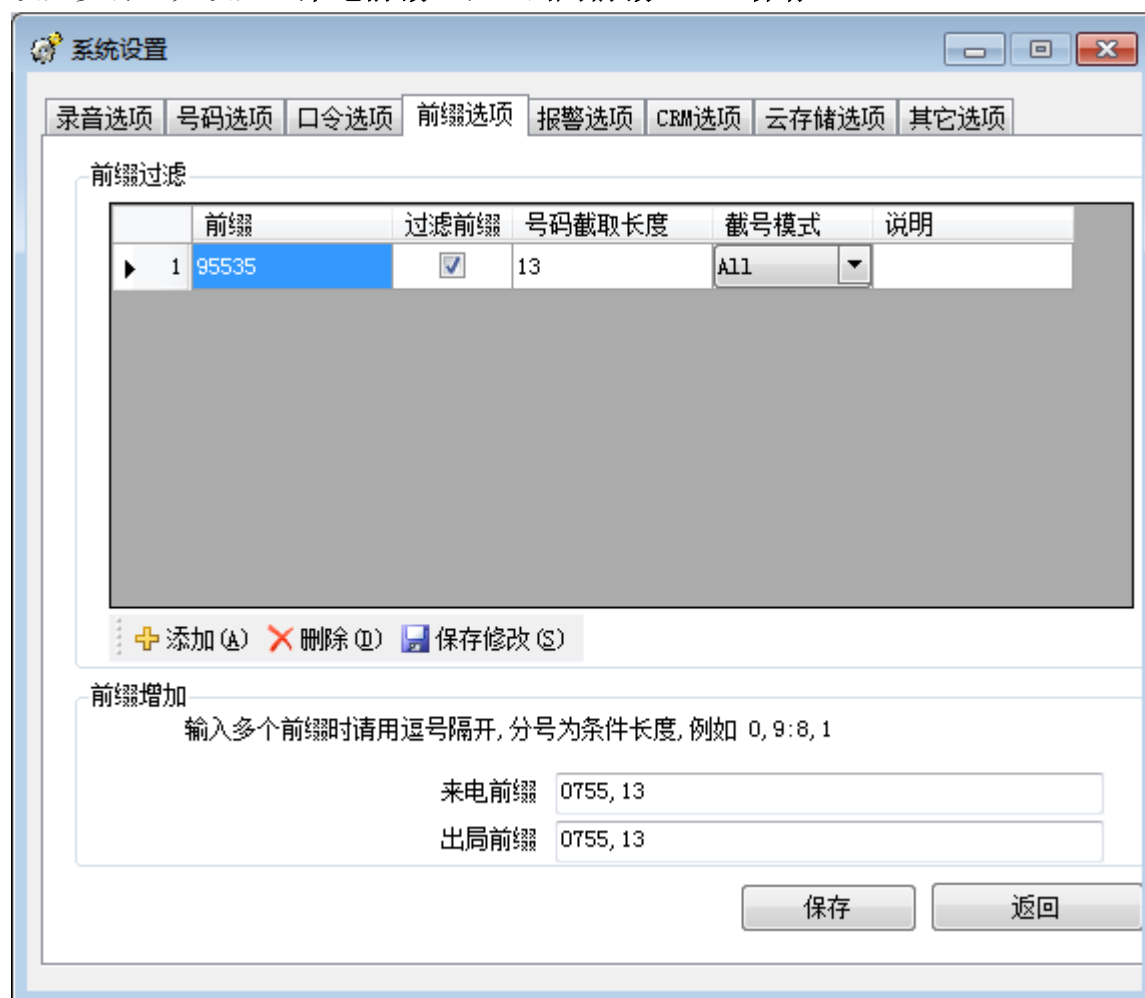 系统设置
录音选项 号码选项 口令选项 前缀选项 报警选项 CRM选项 云存储选项 其它选项
前缀过滤
前缀 过滤前缀 号码截取长度 截号模式 说明
1 95535 13 All
添加(A) 删除(D) 保存修改(S)
前缀增加
输入多个前缀时请用逗号隔开,分号为条件长度,例如 0,9:8,1
来电前缀 0755,13
出局前缀 0755,13
保存 返回